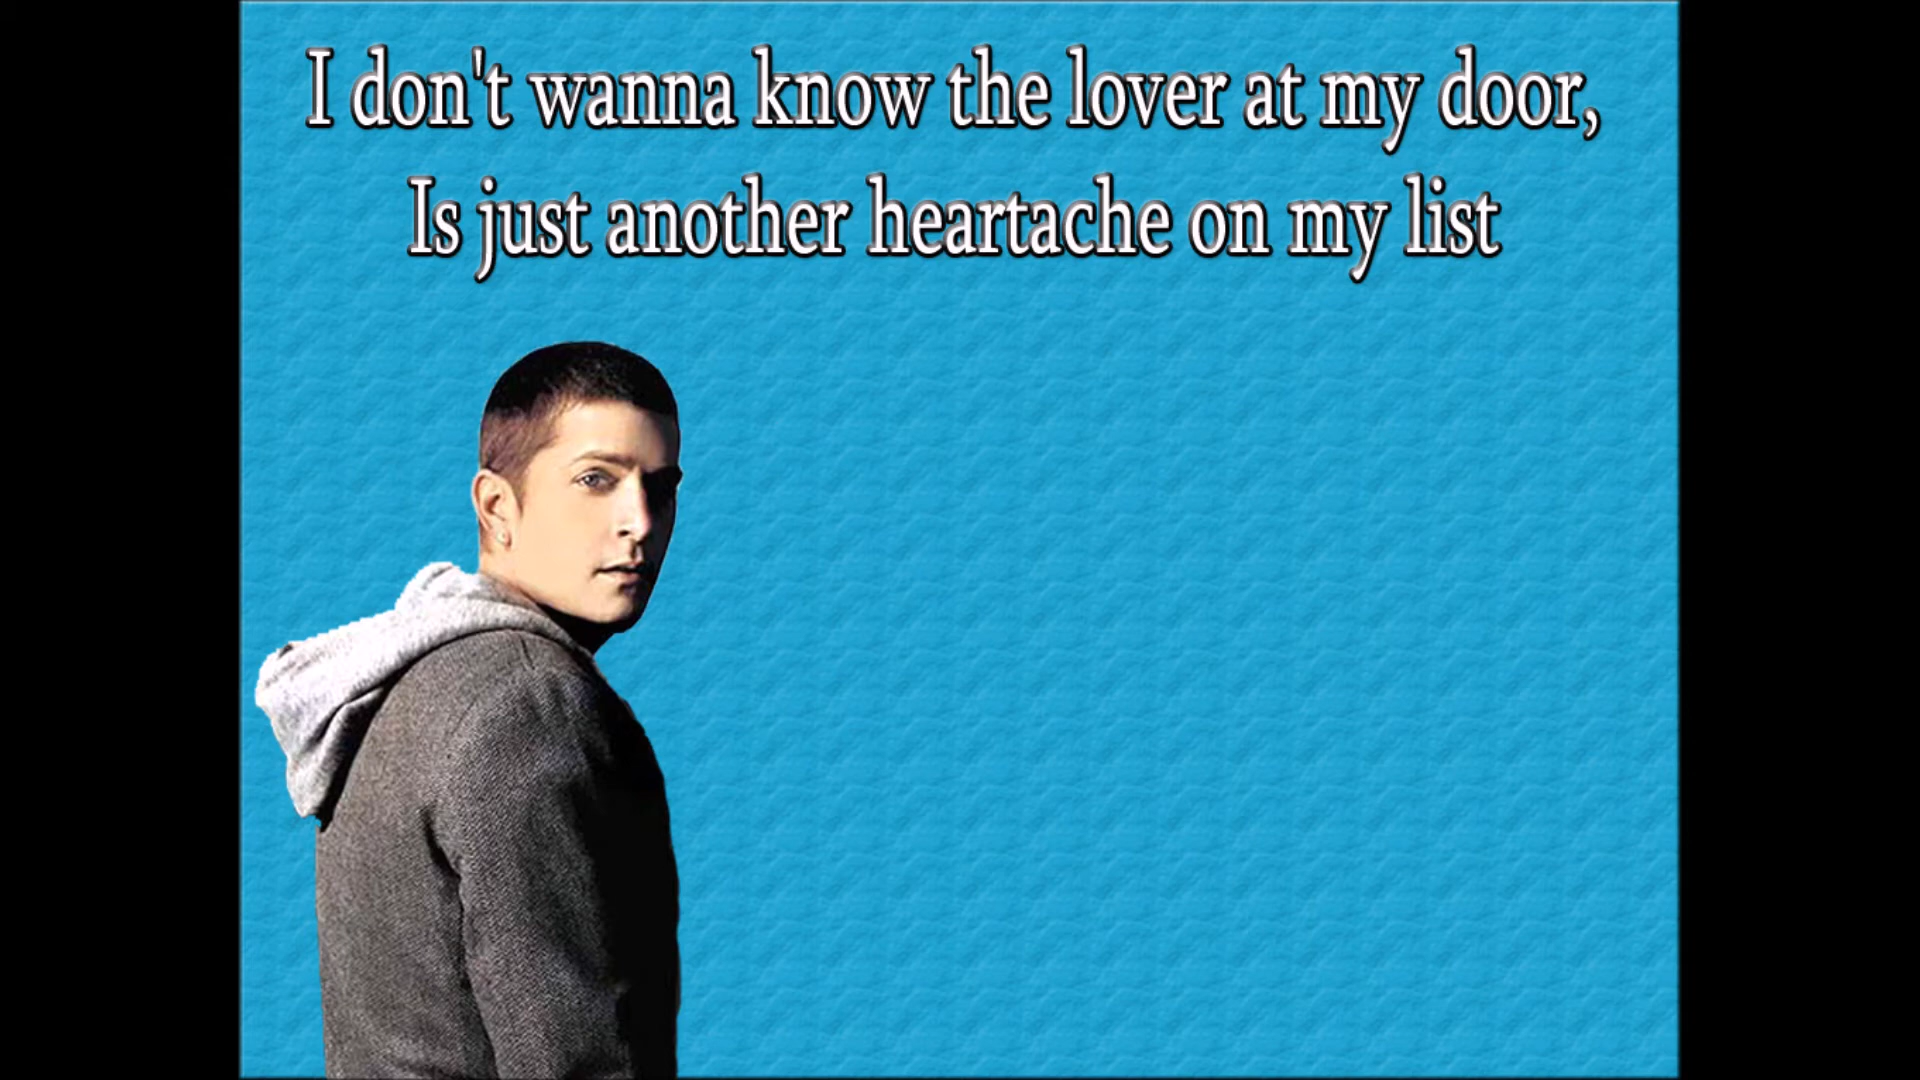 I don't wanna know the lover at my door,
Is just another heartache on my list